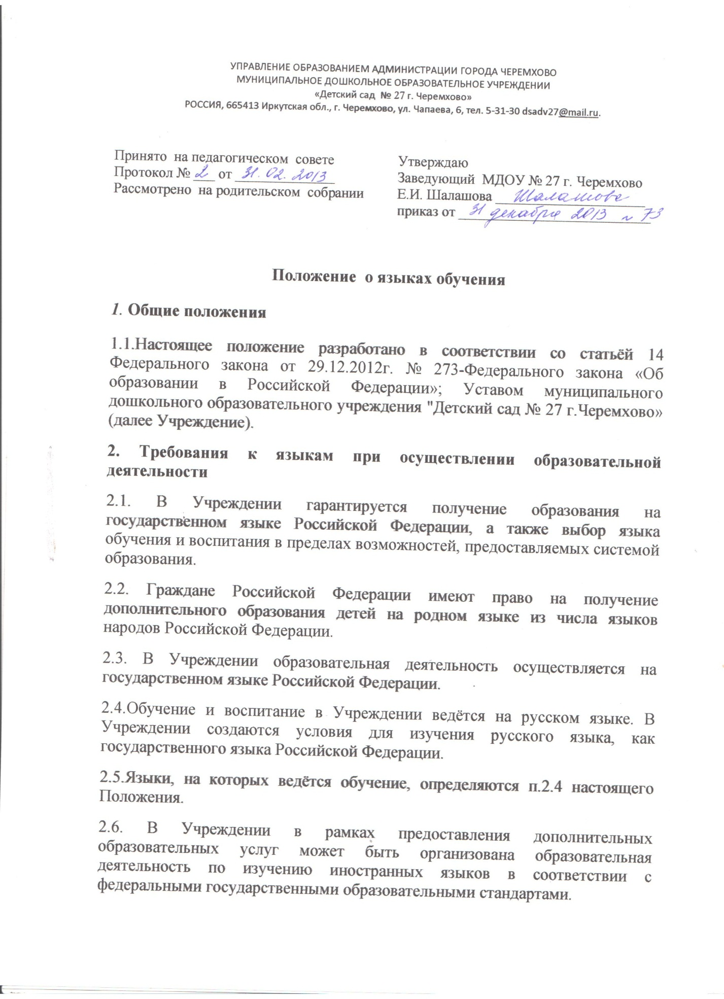 УПРАВЛЕНИЕ ОБРАЗОВАНИЕМ АДМИНИСТРАЦИИ ГОРОДА ЧЕРЕМХОВО
МУНИЦИПАЛЬНОЕ ДОШКОЛЬНОЕ ОБРАЗОВАТЕЛЬНОЕ УЧРЕЖДЕНИИ
«Детский сад № 27 г. Черемхово»
РОССИЯ, 665413 Иркутская обл., г. Черемхово, ул. Чапаева, 6, тел. 5-31-30 dsadv27@mail.ru.
Принято на педагогическом совете
Протокол № 2 от 31. 02. 2013
Рассмотрено на родительском собрании
Утверждаю
Заведующий МДОУ № 27 г. Черемхово
Е.И. Шалашова Шалашова
приказ от 31 декабря 2013 № 73
Положение о языках обучения
1. Общие положения
1.1.Настоящее положение разработано в соответствии со статьёй 14
Федерального закона от 29.12.2012г. № 273-Федерального закона «Об
образовании в Российской Федерации»; Уставом муниципального
дошкольного образовательного учреждения "Детский сад № 27 г.Черемхово»
(далее Учреждение).
2. Требования к языкам при осуществлении образовательной
деятельности
2.1. В Учреждении гарантируется получение образования на
государственном языке Российской Федерации, а также выбор языка
обучения и воспитания в пределах возможностей, предоставляемых системой
образования.
2.2. Граждане Российской Федерации имеют право на получение
дополнительного образования детей на родном языке из числа языков
народов Российской Федерации.
2.3. В Учреждении образовательная деятельность осуществляется на
государственном языке Российской Федерации.
2.4.Обучение и воспитание в Учреждении ведётся на русском языке. В
Учреждении создаются условия для изучения русского языка, как
государственного языка Российской Федерации.
2.5.Языки, на которых ведётся обучение, определяются п.2.4 настоящего
Положения.
2.6. В Учреждении в рамках предоставления дополнительных
образовательных услуг может быть организована образовательная
деятельность по изучению иностранных языков в соответствии с
федеральными государственными образовательными стандартами.